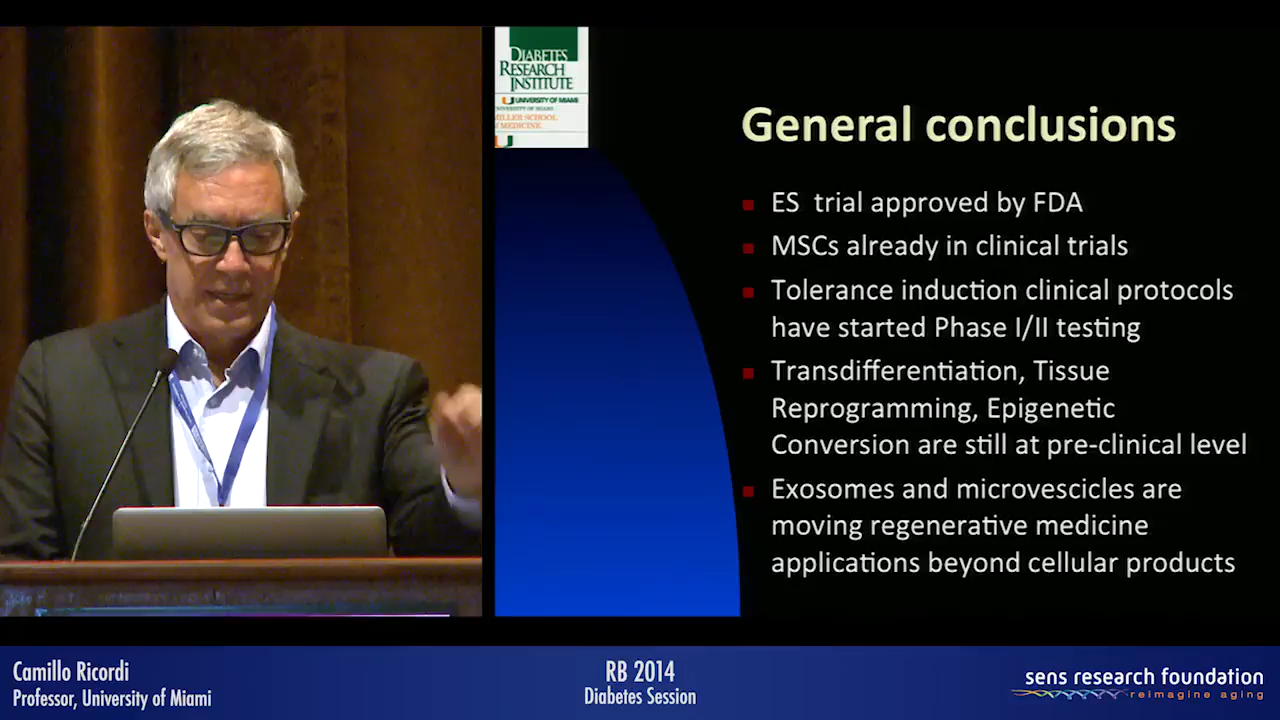 DIABETES
RESEARCH
INSTITUTE
UNIVERSITY OF MIAMI
UNIVERSITY OF MIAMI
MILLER SCHOOL
OF MEDICINE
General conclusions
ES trial approved by FDA
MSCs already in clinical trials
Tolerance induction clinical protocols
have started Phase I/II testing
Transdifferentiation, Tissue
Reprogramming, Epigenetic
Conversion are still at pre-clinical level
Exosomes and microvescicles are
moving regenerative medicine
applications beyond cellular products
Camillo Ricordi
Professor, University of Miami
RB 2014
Diabetes Session
sens research foundation
reimagine aging